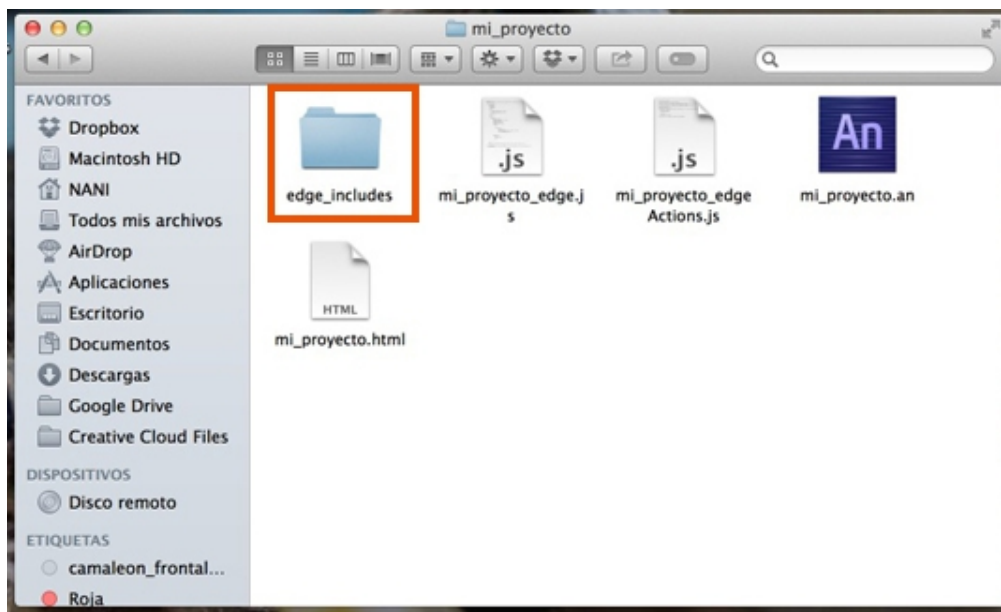 mi_proyecto
FAVORITOS
Dropbox
Macintosh HD
NANI
Todos mis archivos
AirDrop
Aplicaciones
Escritorio
Documentos
Descargas
Google Drive
Creative Cloud Files
DISPOSITIVOS
Disco remoto
ETIQUETAS
camaleon_frontal...
Roja
edge_includes
.js
mi_proyecto_edge.j
s
.js
mi_proyecto_edge
Actions.js
An
mi_proyecto.an
HTML
mi_proyecto.html